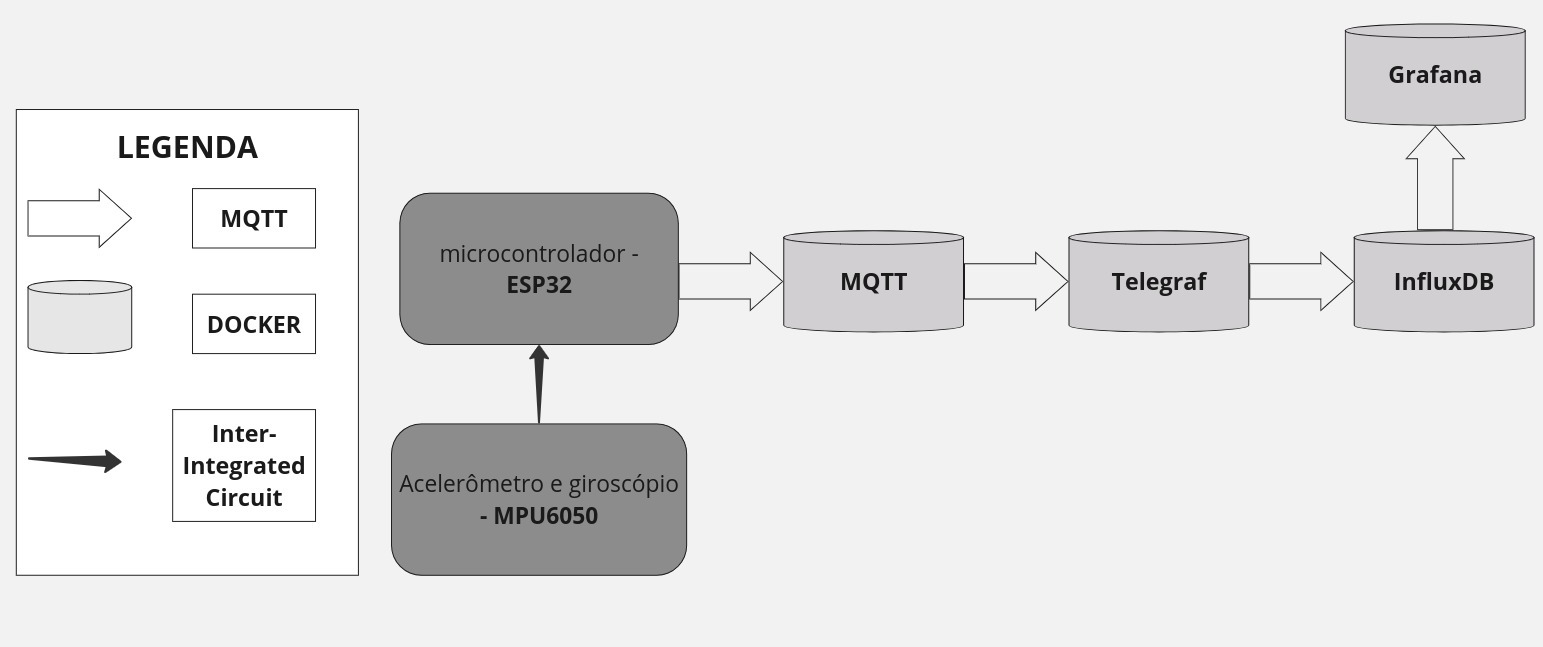 LEGENDA
MQTT
DOCKER
Inter-
Integrated
Circuit
microcontrolador -
ESP32
Acelerômetro e giroscópio
- MPU6050
MQTT
Telegraf
InfluxDB
Grafana